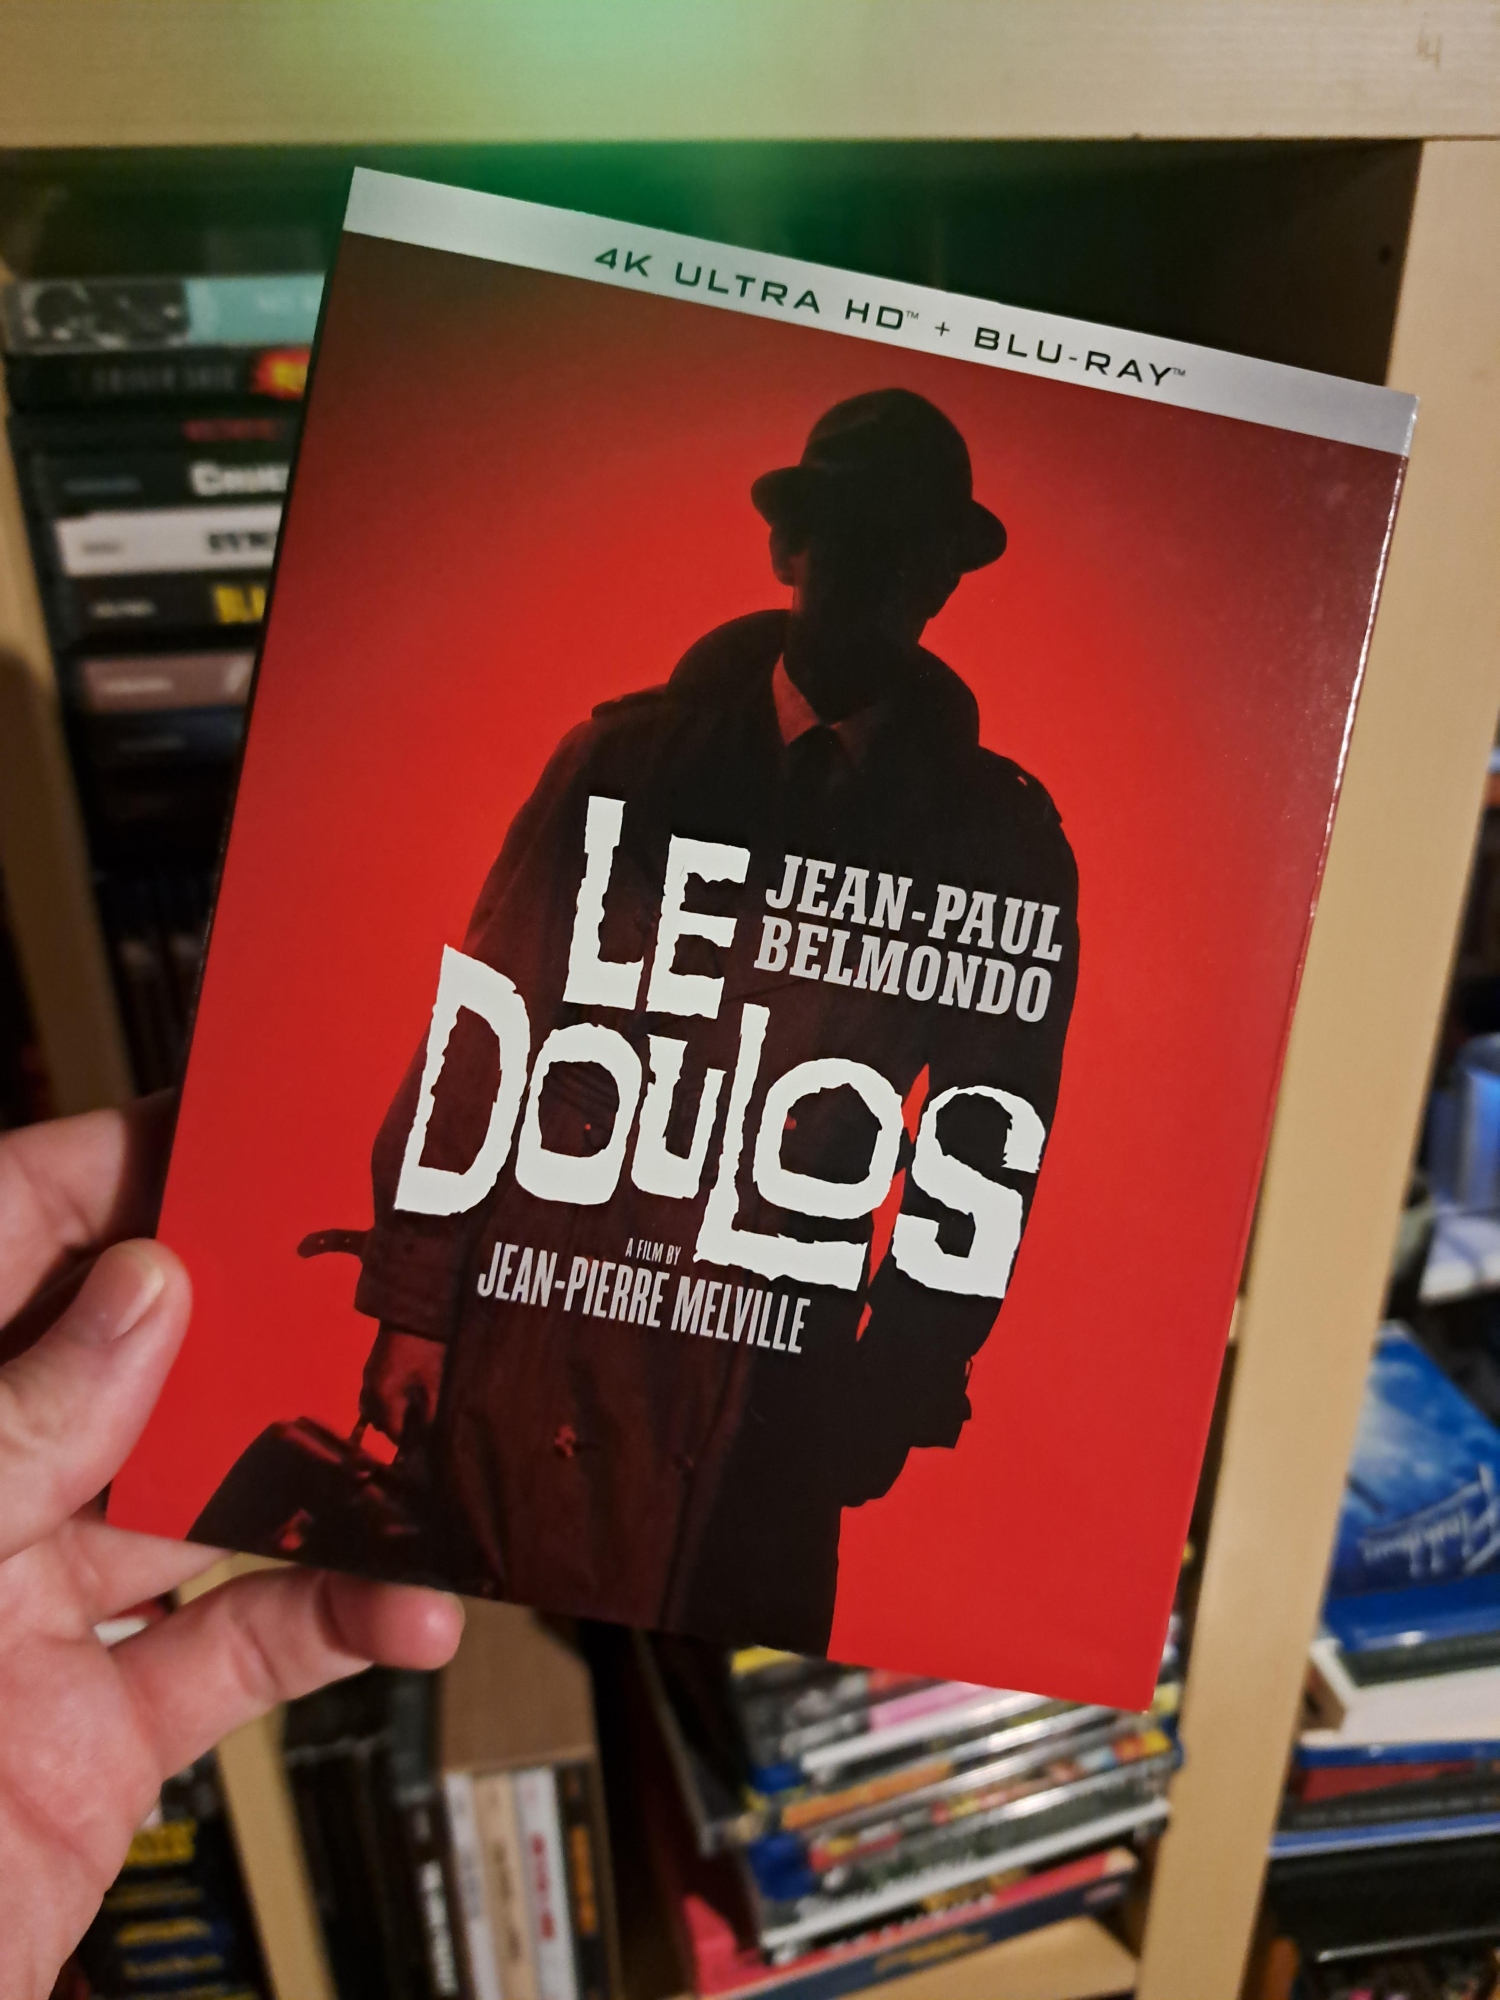 4K ULTRA HD™ + BLU-RAY™
LE
JEAN-PAUL
BELMONDO
DOULOS
A FILM BY
JEAN-PIERRE MELVILLE